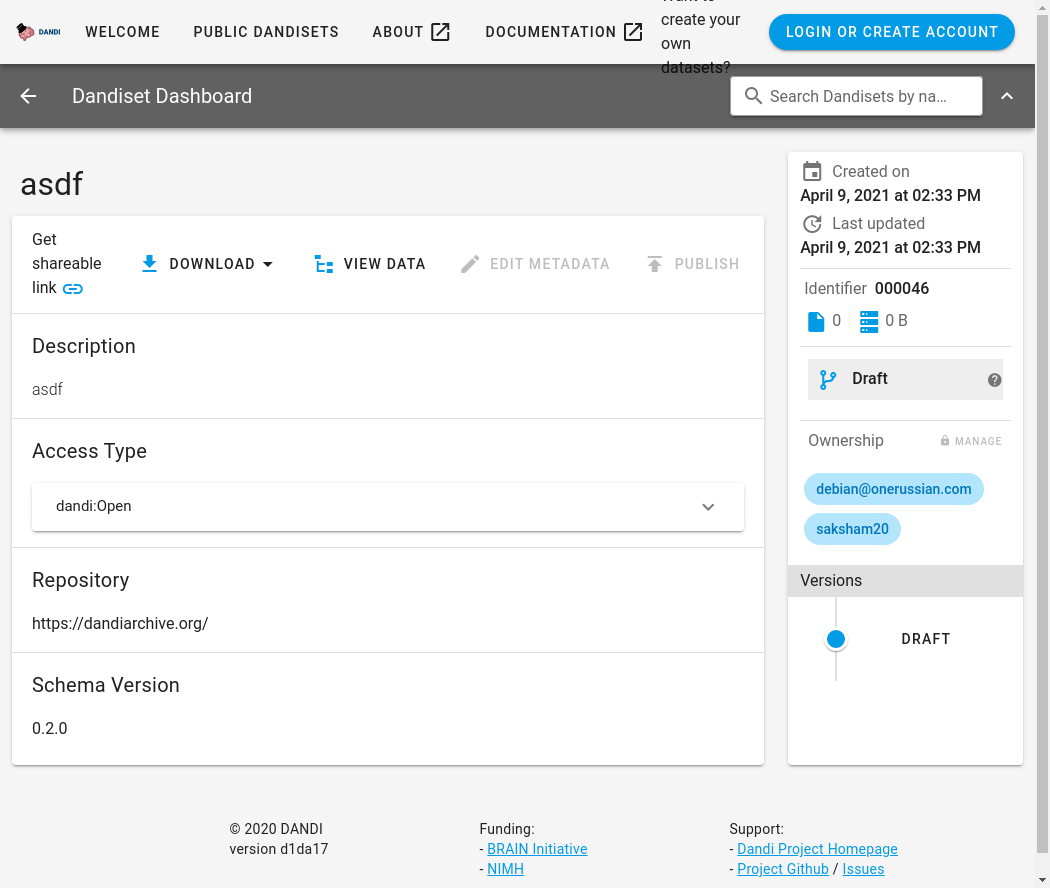 DANDI
WELCOME
PUBLIC DANDISETS
ABOUT
DOCUMENTATION
create your
own
datasets?
LOGIN OR CREATE ACCOUNT
Dandiset Dashboard
Search Dandisets by na...
asdf
Get
shareable
link
DOWNLOAD
VIEW DATA
EDIT METADATA
PUBLISH
Description
asdf
Access Type
dandi:Open
Repository
https://dandiarchive.org/
Schema Version
0.2.0
Created on
April 9, 2021 at 02:33 PM
Last updated
April 9, 2021 at 02:33 PM
Identifier 000046
0 0 B
Draft
Ownership MANAGE
debian@onerussian.com
saksham20
Versions
DRAFT
© 2020 DANDI
version d1da17
Funding:
- BRAIN Initiative
- NIMH
Support:
- Dandi Project Homepage
- Project Github / Issues